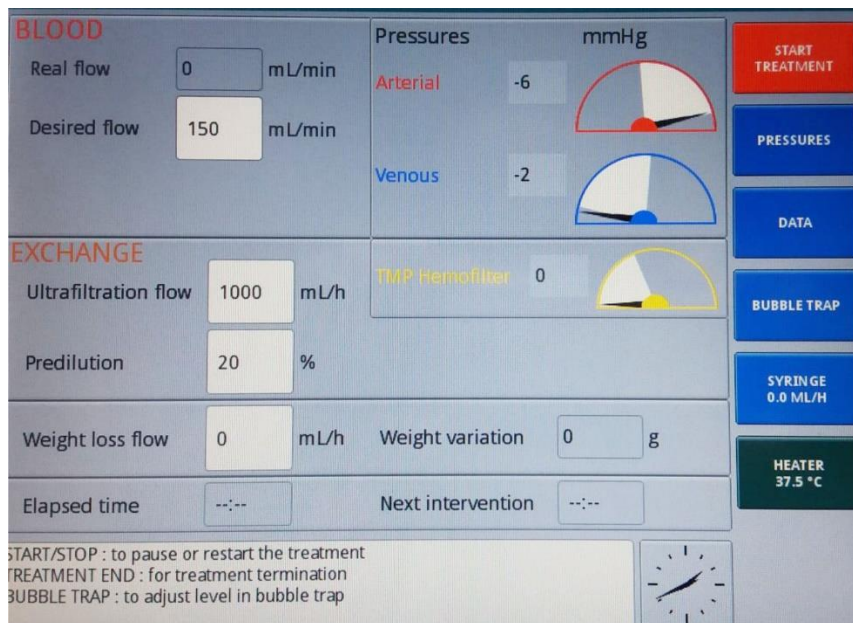 BLOOD
Real flow 0 mL/min
Desired flow 150 mL/min
Pressures mmHg
Arterial -6
Venous -2
EXCHANGE
Ultrafiltration flow 1000 mL/h
TMP Hemofilter 0
Predilution 20 %
Weight loss flow 0 mL/h
Weight variation 0 g
Elapsed time --:--
Next intervention --:--
START/STOP : to pause or restart the treatment
TREATMENT END : for treatment termination
BUBBLE TRAP : to adjust level in bubble trap
START
TREATMENT
PRESSURES
DATA
BUBBLE TRAP
SYRINGE
0.0 ML/H
HEATER
37.5 °C